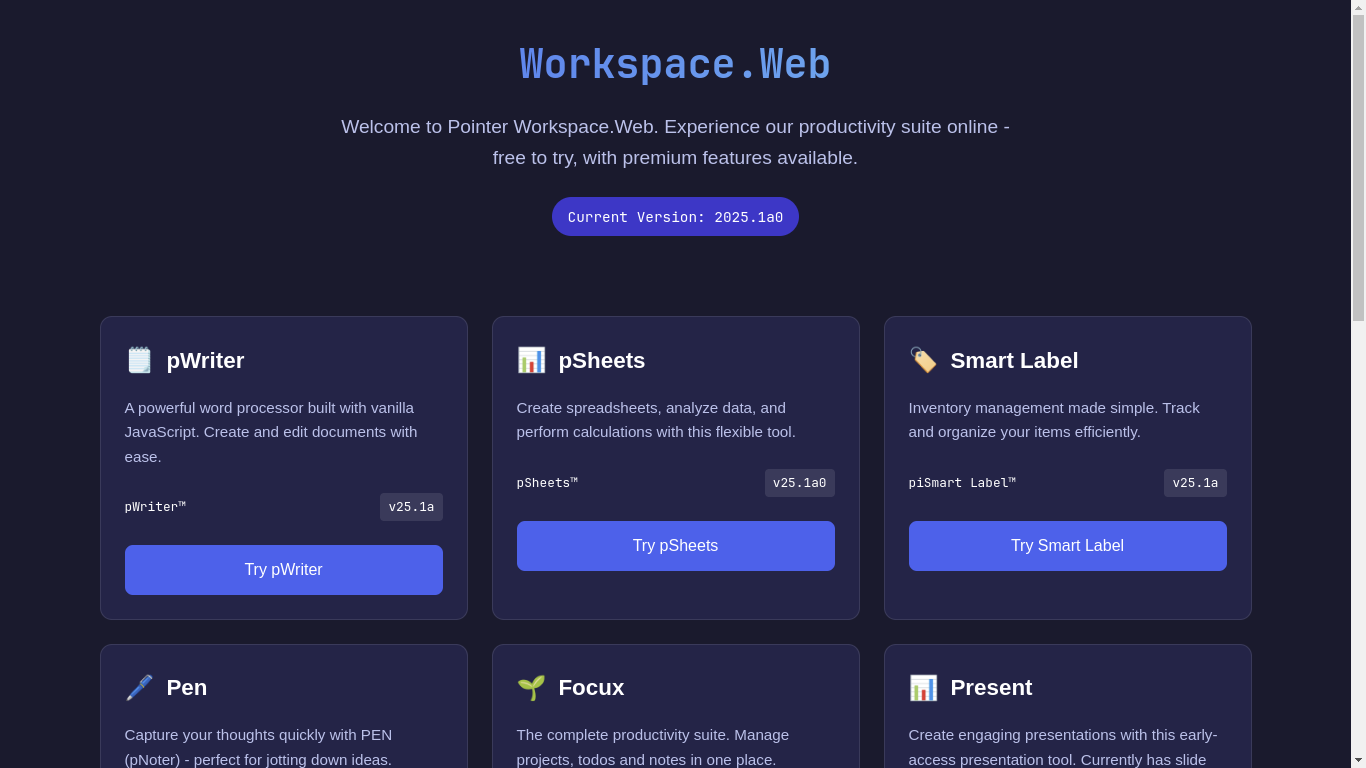 Workspace.Web
Welcome to Pointer Workspace.Web. Experience our productivity suite online -
free to try, with premium features available.
Current Version: 2025.1a0
pWriter
A powerful word processor built with vanilla
JavaScript. Create and edit documents with
ease.
pWriter™
v25.1a
Try pWriter
pSheets
Create spreadsheets, analyze data, and
perform calculations with this flexible tool.
pSheets™
v25.1a0
Try pSheets
Smart Label
Inventory management made simple. Track
and organize your items efficiently.
piSmart Label™
v25.1a
Try Smart Label
Pen
Capture your thoughts quickly with PEN
(pNoter) - perfect for jotting down ideas.
Focux
The complete productivity suite. Manage
projects, todos and notes in one place.
Present
Create engaging presentations with this early-
access presentation tool. Currently has slide